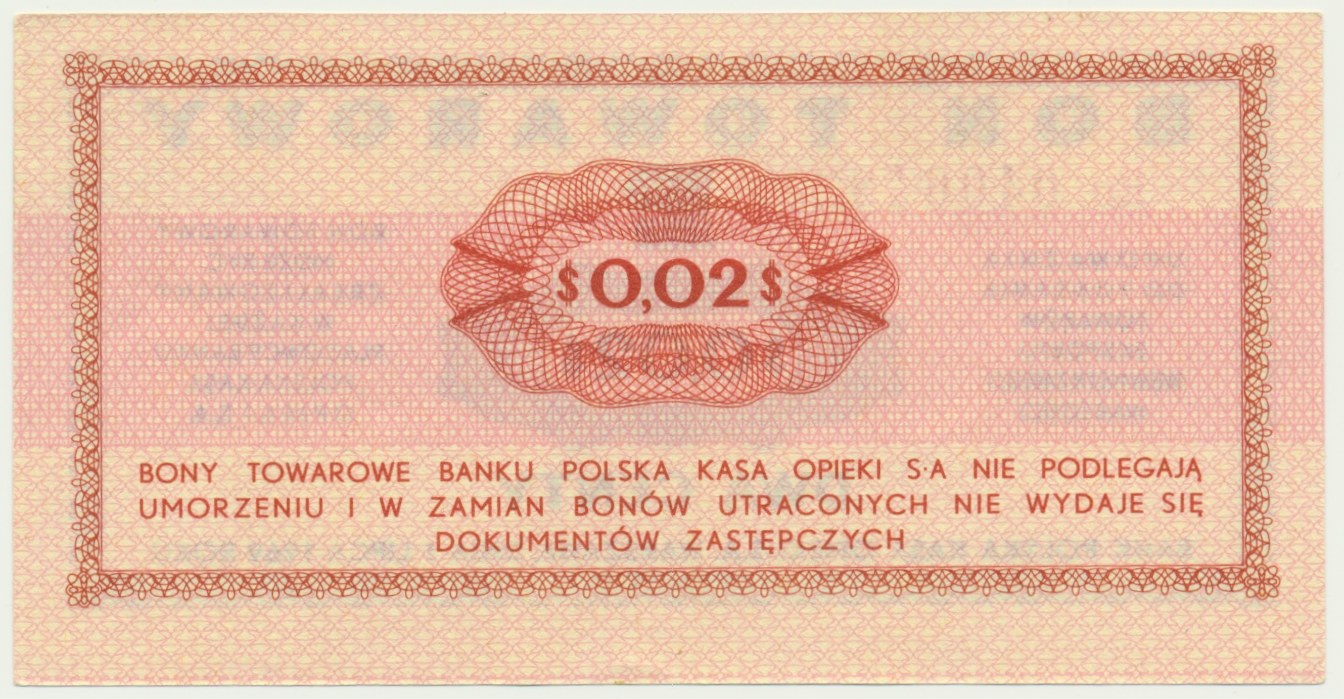 $0,02$
BONY TOWAROWE BANKU POLSKA KASA OPIEKI S·A NIE PODLEGAJĄ
UMORZENIU I W ZAMIAN BONÓW UTRACONYCH NIE WYDAJE SIĘ
DOKUMENTÓW ZASTĘPCZYCH